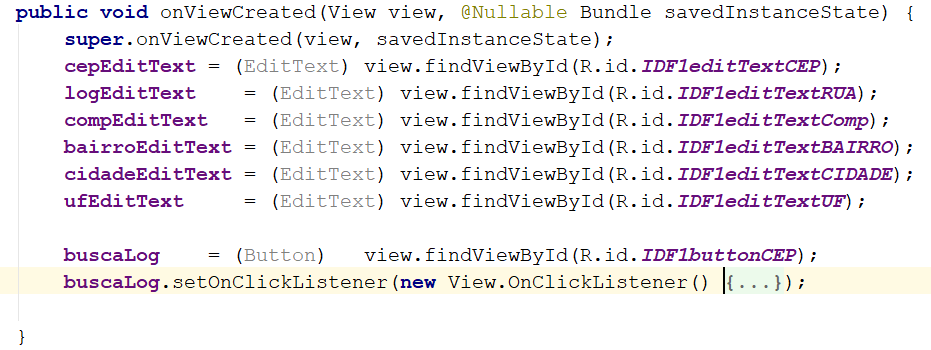 public void onViewCreated(View view, @Nullable Bundle savedInstanceState) {
    super.onViewCreated(view, savedInstanceState);
    cepEditText = (EditText) view.findViewById(R.id.IDF1editTextCEP);
    logEditText    = (EditText) view.findViewById(R.id.IDF1editTextRUA);
    compEditText   = (EditText) view.findViewById(R.id.IDF1editTextComp);
    bairroEditText = (EditText) view.findViewById(R.id.IDF1editTextBAIRRO);
    cidadeEditText = (EditText) view.findViewById(R.id.IDF1editTextCIDADE);
    ufEditText     = (EditText) view.findViewById(R.id.IDF1editTextUF);

    buscaLog    = (Button)   view.findViewById(R.id.IDF1buttonCEP);
    buscaLog.setOnClickListener(new View.OnClickListener() {...});

}